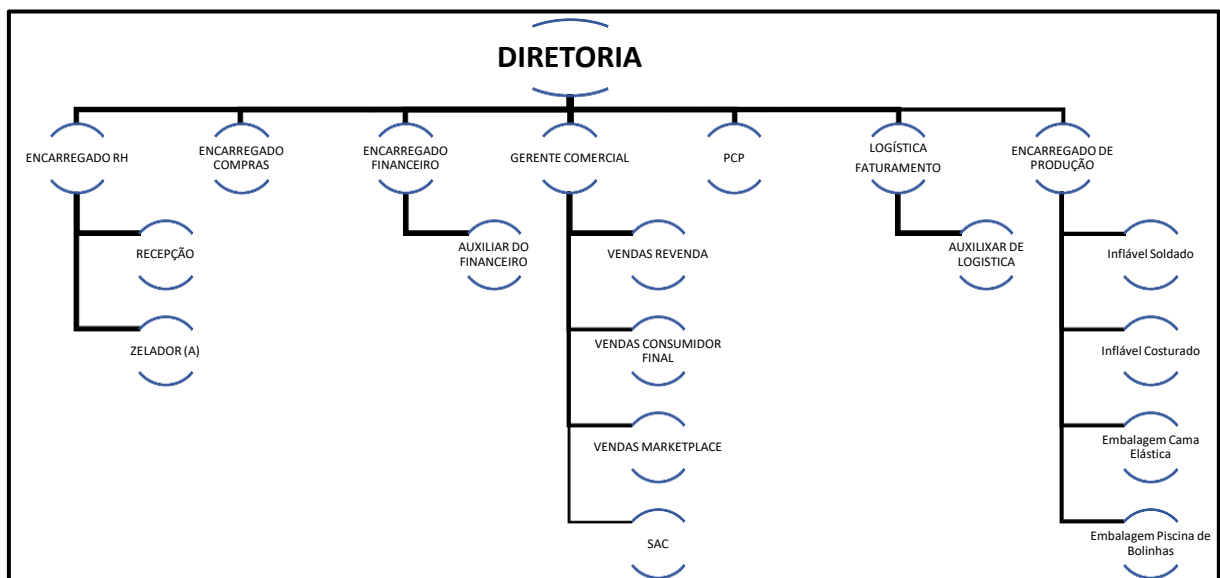 DIRETORIA
ENCARREGADO RH
ENCARREGADO
COMPRAS
ENCARREGADO
FINANCEIRO
GERENTE COMERCIAL
PCP
LOGÍSTICA
FATURAMENTO
ENCARREGADO DE
PRODUÇÃO
RECEPÇÃO
ZELADOR (A)
AUXILIAR DO
FINANCEIRO
VENDAS REVENDA
VENDAS CONSUMIDOR
FINAL
VENDAS MARKETPLACE
SAC
AUXILIXAR DE
LOGISTICA
Inflável Soldado
Inflável Costurado
Embalagem Cama
Elástica
Embalagem Piscina de
Bolinhas